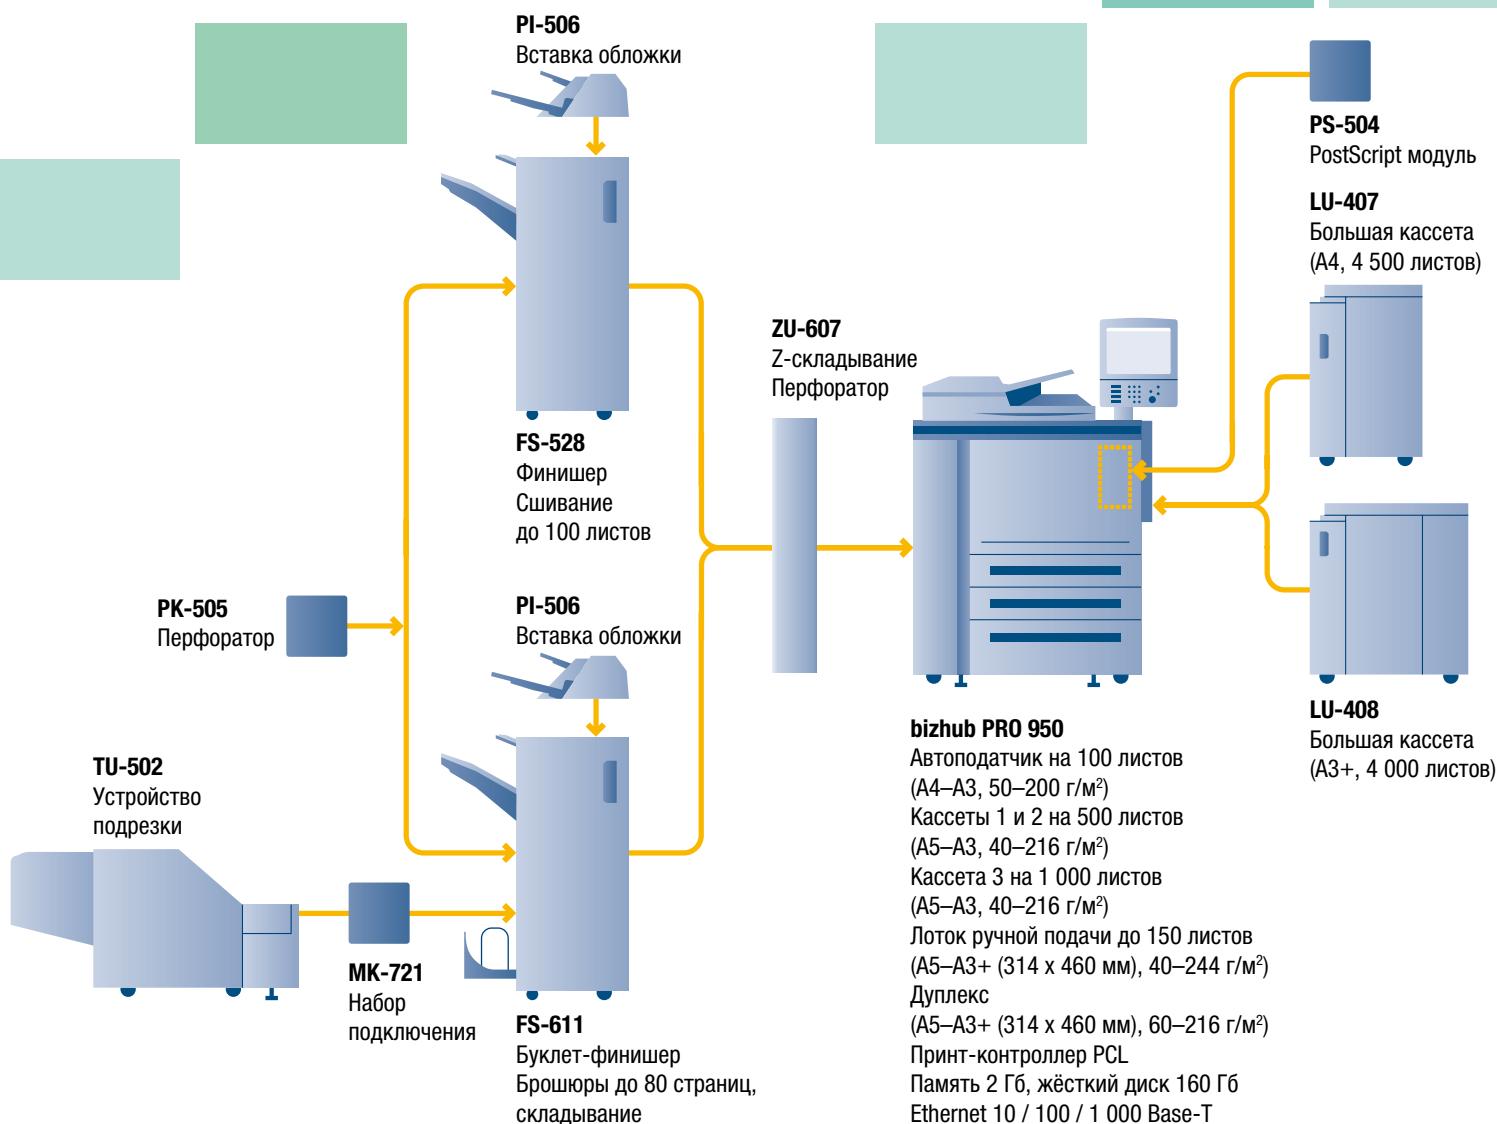 PI-506
Вставка обложки
PS-504
PostScript модуль
LU-407
Большая кассета
(A4, 4 500 листов)
ZU-607
Z-складывание
Перфоратор
FS-528
Финишер
Сшивание
до 100 листов
PK-505
Перфоратор
PI-506
Вставка обложки
TU-502
Устройство
подрезки
MK-721
Набор
подключения
FS-611
Буклет-финишер
Брошюры до 80 страниц,
складывание
bizhub PRO 950
Автоподатчик на 100 листов
(A4–A3, 50–200 г/м²)
Кассеты 1 и 2 на 500 листов
(A5–A3, 40–216 г/м²)
Кассета 3 на 1 000 листов
(A5–A3, 40–216 г/м²)
Лоток ручной подачи до 150 листов
(A5–A3+ (314 x 460 мм), 40–244 г/м²)
Дуплекс
(A5–A3+ (314 x 460 мм), 60–216 г/м²)
Принт-контроллер PCL
Память 2 Гб, жёсткий диск 160 Гб
Ethernet 10 / 100 / 1 000 Base-T
LU-408
Большая кассета
(A3+, 4 000 листов)